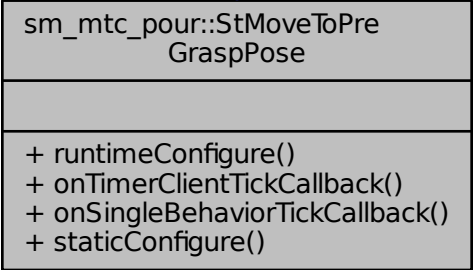 sm_mtc_pour::StMoveToPre
GraspPose
+ runtimeConfigure()
+ onTimerClientTickCallback()
+ onSingleBehaviorTickCallback()
+ staticConfigure()